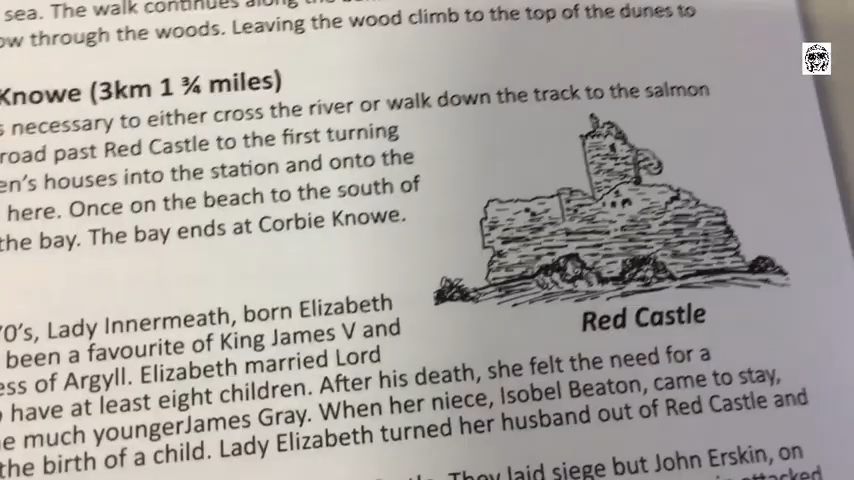 sea. The walk continues along the
ow through the woods. Leaving the wood climb to the top of the dunes to
Knowe (3km 1 ¾ miles)
s necessary to either cross the river or walk down the track to the salmon
road past Red Castle to the first turning
en's houses into the station and onto the
here. Once on the beach to the south of
the bay. The bay ends at Corbie Knowe.
Red Castle
'0's, Lady Innermeath, born Elizabeth
been a favourite of King James V and
ess of Argyll. Elizabeth married Lord
have at least eight children. After his death, she felt the need for a
e much youngerJames Gray. When her niece, Isobel Beaton, came to stay,
the birth of a child. Lady Elizabeth turned her husband out of Red Castle and
They laid siege but John Erskin, on
attacked